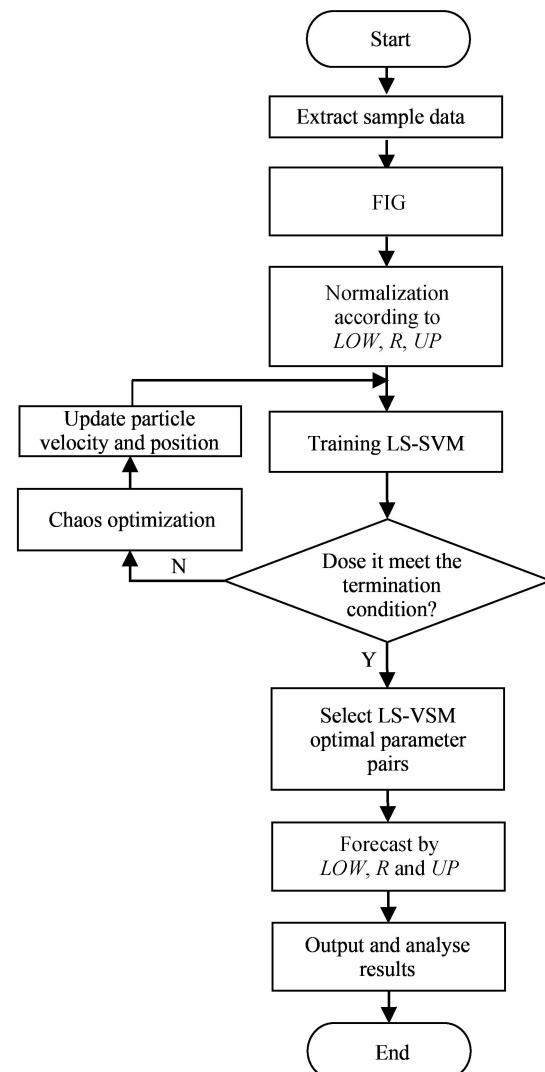 Start
Extract sample data
FIG
Normalization
according to
LOW, R, UP
Update particle
velocity and position
Training LS-SVM
Chaos optimization
Dose it meet the
termination
condition?
N
Y
Select LS-VSM
optimal parameter
pairs
Forecast by
LOW, R and UP
Output and analyse
results
End